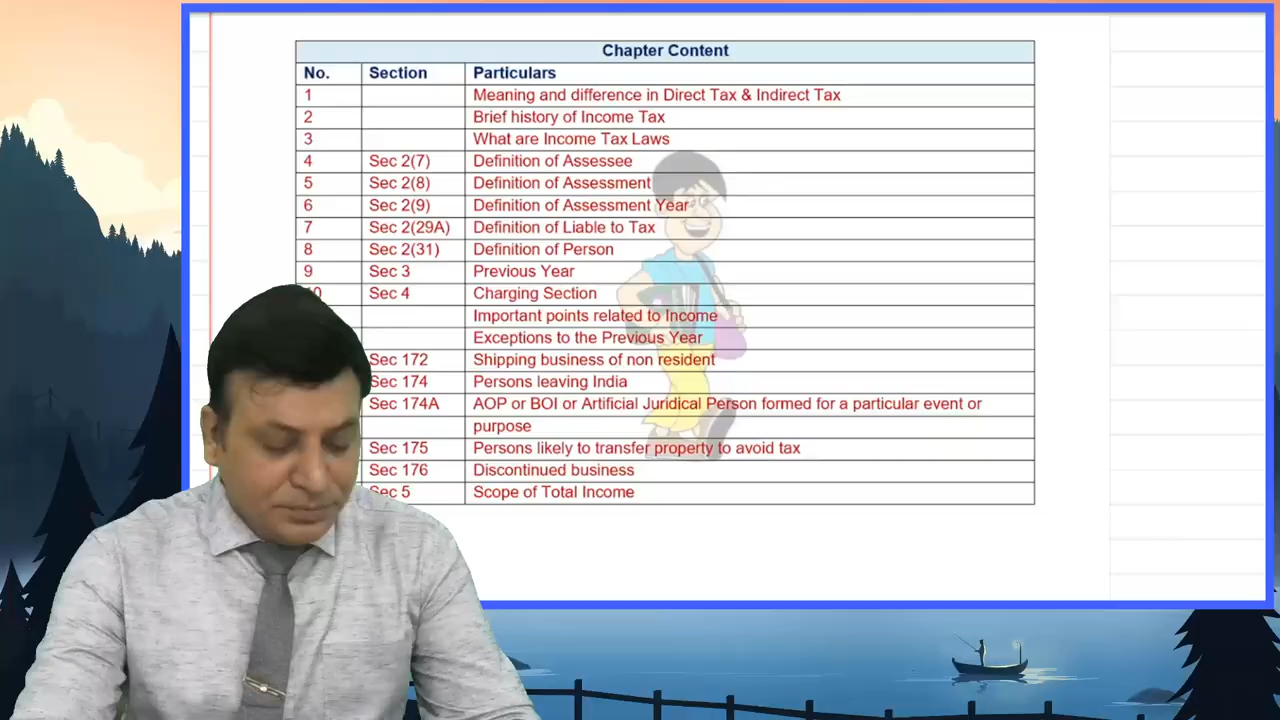 Chapter Content
No. Section Particulars
1 Meaning and difference in Direct Tax & Indirect Tax
2 Brief history of Income Tax
3 What are Income Tax Laws
4 Sec 2(7) Definition of Assessee
5 Sec 2(8) Definition of Assessment
6 Sec 2(9) Definition of Assessment Year
7 Sec 2(29A) Definition of Liable to Tax
8 Sec 2(31) Definition of Person
9 Sec 3 Previous Year
10 Sec 4 Charging Section
Important points related to Income
Exceptions to the Previous Year
Sec 172 Shipping business of non resident
Sec 174 Persons leaving India
Sec 174A AOP or BOI or Artificial Juridical Person formed for a particular event or
purpose
Sec 175 Persons likely to transfer property to avoid tax
Sec 176 Discontinued business
Sec 5 Scope of Total Income